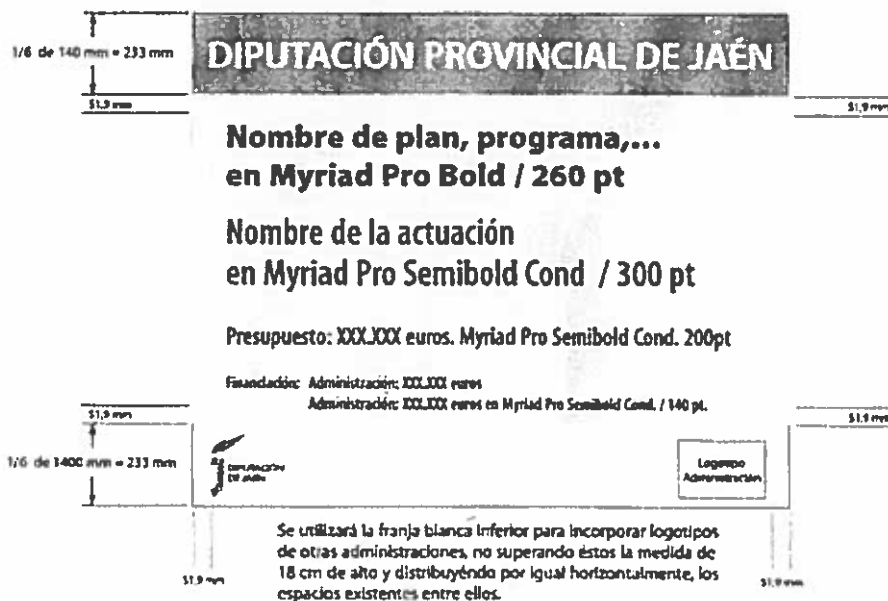 1/6 de 140 mm = 233 mm
DIPUTACIÓN PROVINCIAL DE JAÉN
51,9 mm
51,9 mm
Nombre de plan, programa,...
en Myriad Pro Bold / 260 pt
Nombre de la actuación
en Myriad Pro Semibold Cond / 300 pt
Presupuesto: XXX.XXX euros. Myriad Pro Semibold Cond. 200pt
Financiación: Administración: XXX.XXX euros
Administración: XXX.XXX euros en Myriad Pro Semibold Cond. / 140 pt.
51,9 mm
51,9 mm
1/6 de 1400 mm = 233 mm
DIPUTACIÓN
DE JAÉN
Logotipo
Administración
Se utilizará la franja blanca inferior para incorporar logotipos
de otras administraciones, no superando éstos la medida de
18 cm de alto y distribuyéndo por igual horizontalmente, los
espacios existentes entre ellos.
51,9 mm
51,9 mm